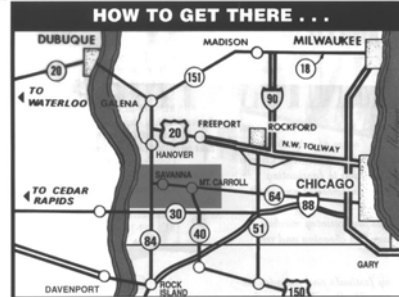 HOW TO GET THERE . . .
DUBUQUE
MADISON
MILWAUKEE
20
18
151
TO
WATERLOO
GALENA
90
FREEPORT
20
ROCKFORD
HANOVER
N.W. TOLLWAY
SAVANNA
MT. CARROLL
CHICAGO
TO CEDAR
RAPIDS
64
30
88
84
40
51
GARY
DAVENPORT
ROCK
ISLAND
150